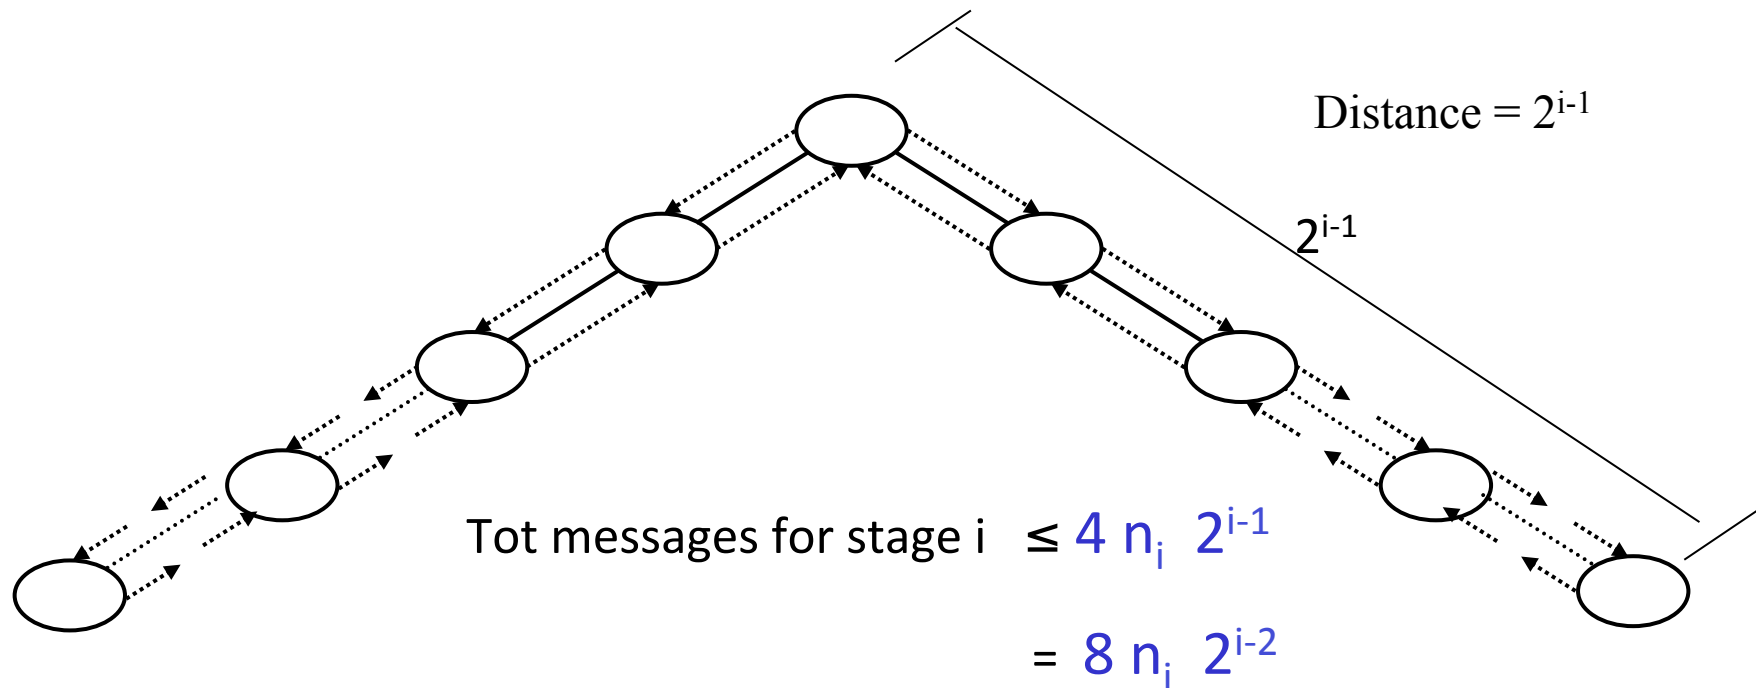 Distance = 2^{i-1}
2^{i-1}
Tot messages for stage i ≤ 4 n_i 2^{i-1}
= 8 n_i 2^{i-2}